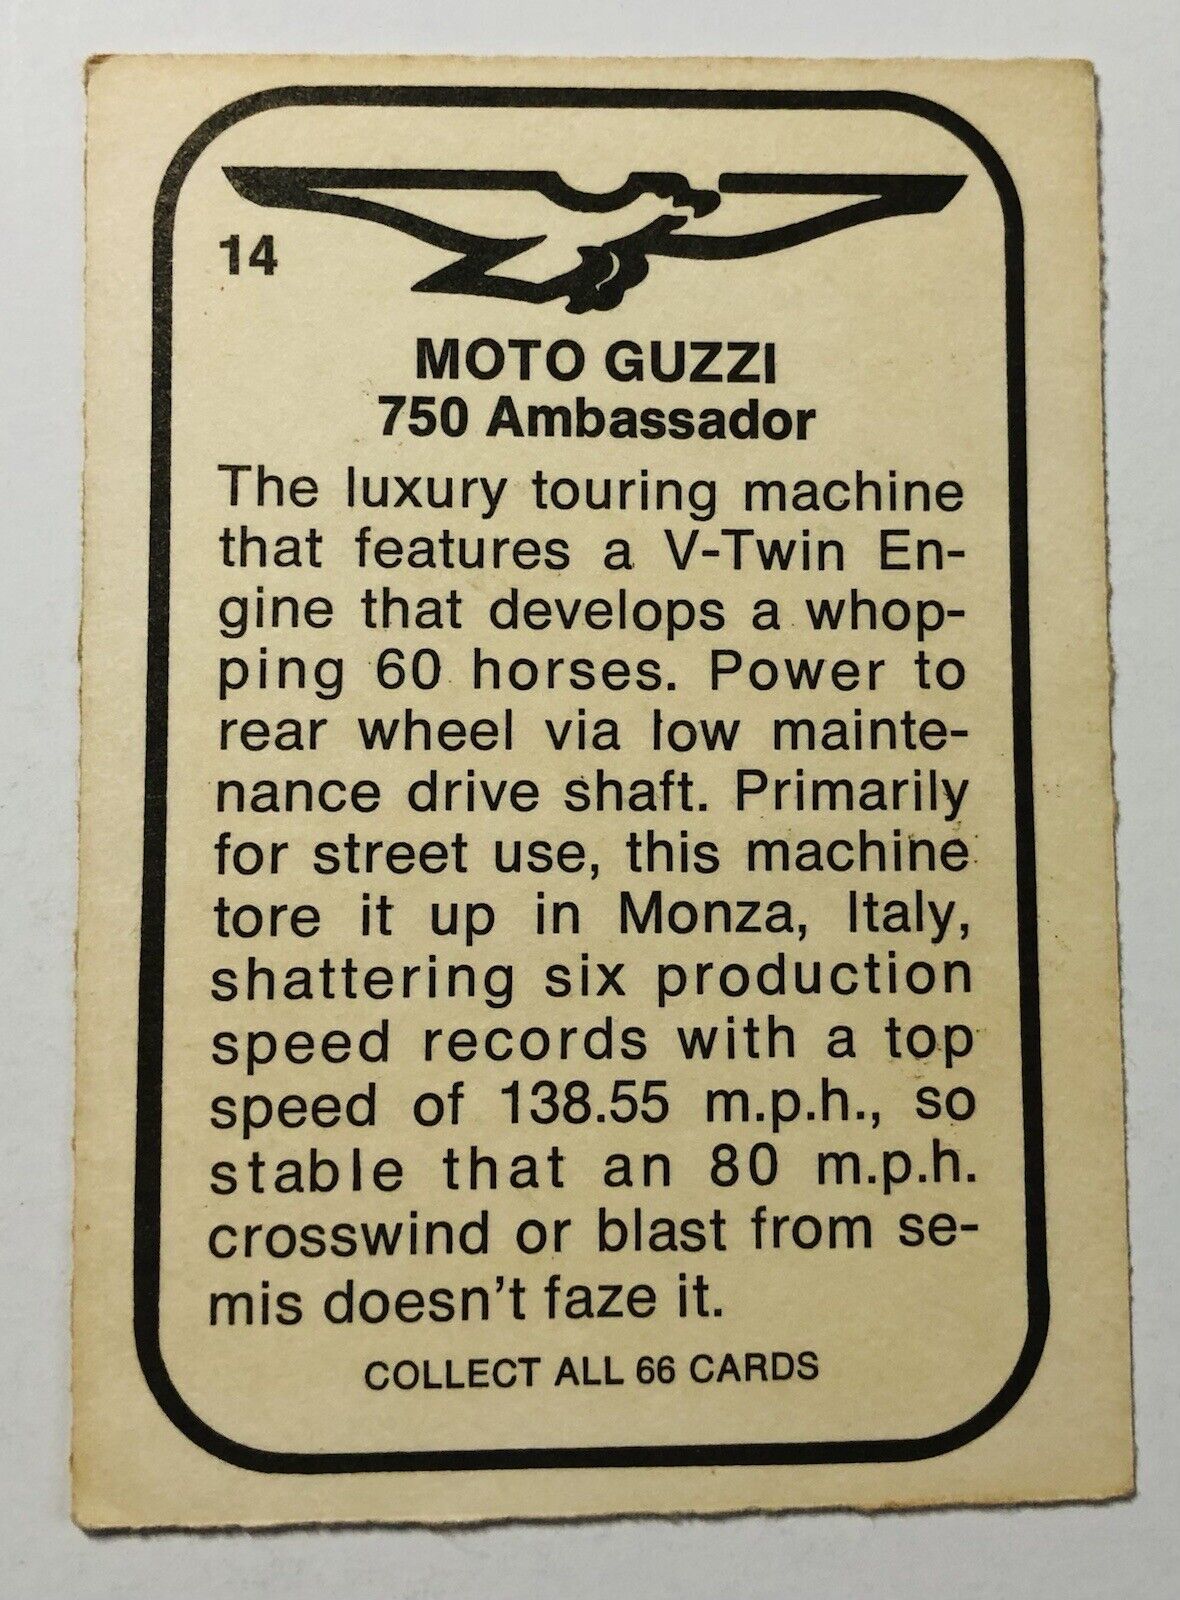 14
MOTO GUZZI
750 Ambassador
The luxury touring machine
that features a V-Twin En-
gine that develops a whop-
ping 60 horses. Power to
rear wheel via low mainte-
nance drive shaft. Primarily
for street use, this machine
tore it up in Monza, Italy,
shattering six production
speed records with a top
speed of 138.55 m.p.h., so
stable that an 80 m.p.h.
crosswind or blast from se-
mis doesn't faze it.
COLLECT ALL 66 CARDS